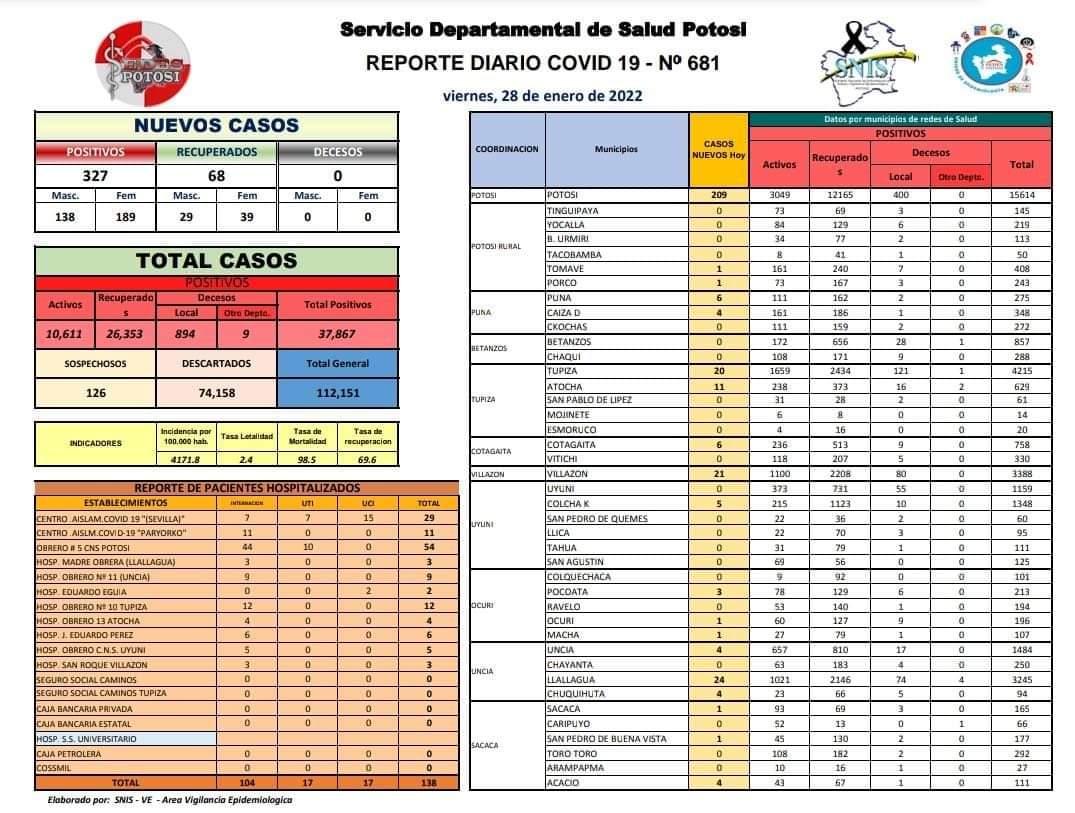 Servicio Departamental de Salud Potosi
REPORTE DIARIO COVID 19 - Nº 681
viernes, 28 de enero de 2022
SEDES POTOSI
SNIS
NUEVOS CASOS
POSITIVOS RECUPERADOS DECESOS
327 68 0
Masc. Fem Masc. Fem Masc. Fem
138 189 29 39 0 0
TOTAL CASOS
POSITIVOS
Activos Recuperados Decesos Total Positivos
Local Otro Depto.
10,611 26,353 894 9 37,867
SOSPECHOSOS DESCARTADOS Total General
126 74,158 112,151
INDICADORES Incidencia por 100.000 hab. Tasa Letalidad Tasa de Mortalidad Tasa de recuperacion
4171.8 2.4 98.5 69.6
REPORTE DE PACIENTES HOSPITALIZADOS
ESTABLECIMIENTOS INTERNACION UTI UCI TOTAL
CENTRO .AISLAM.COVID 19 "(SEVILLA)" 7 7 15 29
CENTRO .AISLM.COVID-19 "PARYORKO" 11 0 0 11
OBRERO # 5 CNS POTOSI 44 10 0 54
HOSP. MADRE OBRERA (LLALLAGUA) 3 0 0 3
HOSP. OBRERO Nº 11 (UNCIA) 9 0 0 9
HOSP. EDUARDO EGUIA 0 0 2 2
HOSP. OBRERO Nº 10 TUPIZA 12 0 0 12
HOSP. OBRERO 13 ATOCHA 4 0 0 4
HOSP. J. EDUARDO PEREZ 6 0 0 6
HOSP. OBRERO C.N.S. UYUNI 5 0 0 5
HOSP. SAN ROQUE VILLAZON 3 0 0 3
SEGURO SOCIAL CAMINOS 0 0 0 0
SEGURO SOCIAL CAMINOS TUPIZA 0 0 0 0
CAJA BANCARIA PRIVADA 0 0 0 0
CAJA BANCARIA ESTATAL 0 0 0 0
HOSP. S.S. UNIVERSITARIO
CAJA PETROLERA 0 0 0 0
COSSMIL 0 0 0 0
TOTAL 104 17 17 138
Elaborado por: SNIS - VE - Area Vigilancia Epidemiologica
Datos por municipios de redes de Salud
POSITIVOS
COORDINACION Municipios CASOS NUEVOS Hoy Activos Recuperados Decesos Total
Local Otro Depto.
POTOSI POTOSI 209 3049 12165 400 0 15614
POTOSI RURAL
TINGUIPAYA 0 73 69 3 0 145
YOCALLA 0 84 129 6 0 219
B. URMIRI 0 34 77 2 0 113
TACOBAMBA 0 8 41 1 0 50
TOMAVE 1 161 240 7 0 408
PORCO 1 73 167 3 0 243
PUNA
PUNA 6 111 162 2 0 275
CAIZA D 4 161 186 1 0 348
CKOCHAS 0 111 159 2 0 272
BETANZOS
BETANZOS 0 172 656 28 1 857
CHAQUI 0 108 171 9 0 288
TUPIZA
TUPIZA 20 1659 2434 121 1 4215
ATOCHA 11 238 373 16 2 629
SAN PABLO DE LIPEZ 0 31 28 2 0 61
MOJINETE 0 6 8 0 0 14
ESMORUCO 0 4 16 0 0 20
COTAGAITA
COTAGAITA 6 236 513 9 0 758
VITICHI 0 118 207 5 0 330
VILLAZON VILLAZON 21 1100 2208 80 0 3388
UYUNI
UYUNI 0 373 731 55 0 1159
COLCHA K 5 215 1123 10 0 1348
SAN PEDRO DE QUEMES 0 22 36 2 0 60
LLICA 0 22 70 3 0 95
TAHUA 0 31 79 1 0 111
SAN AGUSTIN 0 69 56 0 0 125
OCURI
COLQUECHACA 0 9 92 0 0 101
POCOATA 3 78 129 6 0 213
RAVELO 0 53 140 1 0 194
OCURI 1 60 127 9 0 196
MACHA 1 27 79 1 0 107
UNCIA
UNCIA 4 657 810 17 0 1484
CHAYANTA 0 63 183 4 0 250
LLALLAGUA 24 1021 2146 74 4 3245
CHUQUIHUTA 4 23 66 5 0 94
SACACA
SACACA 1 93 69 3 0 165
CARIPUYO 0 52 13 0 1 66
SAN PEDRO DE BUENA VISTA 1 45 130 2 0 177
TORO TORO 0 108 182 2 0 292
ARAMPAPMA 0 10 16 1 0 27
ACACIO 4 43 67 1 0 111